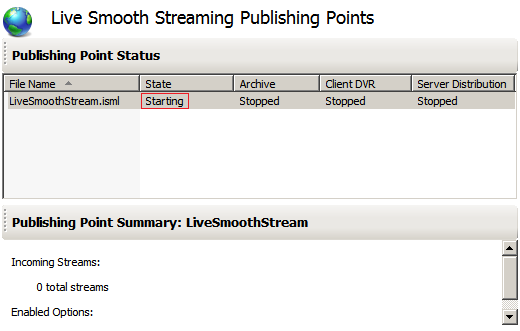 Live Smooth Streaming Publishing Points
Publishing Point Status
File Name State Archive Client DVR Server Distribution
LiveSmoothStream.isml Starting Stopped Stopped Stopped
Publishing Point Summary: LiveSmoothStream
Incoming Streams:
0 total streams
Enabled Options: